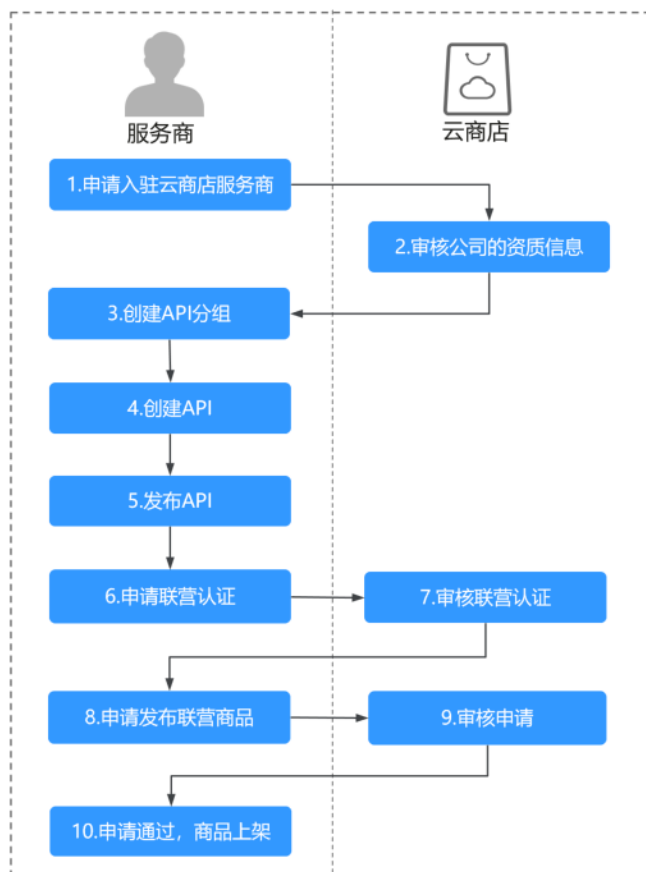 服务商
云商店
1.申请入驻云商店服务商
2.审核公司的资质信息
3.创建API分组
4.创建API
5.发布API
6.申请联营认证
7.审核联营认证
8.申请发布联营商品
9.审核申请
10.申请通过，商品上架